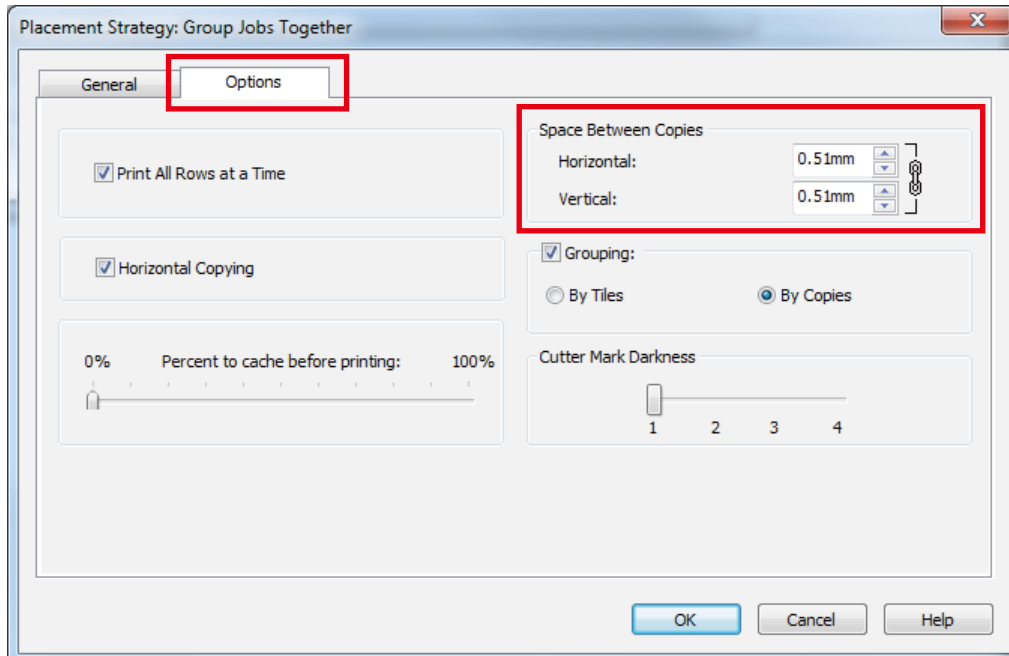 Placement Strategy: Group Jobs Together
General
Options
Print All Rows at a Time
Horizontal Copying
0% Percent to cache before printing: 100%
Space Between Copies
Horizontal: 0.51mm
Vertical: 0.51mm
Grouping:
By Tiles By Copies
Cutter Mark Darkness
1 2 3 4
OK Cancel Help